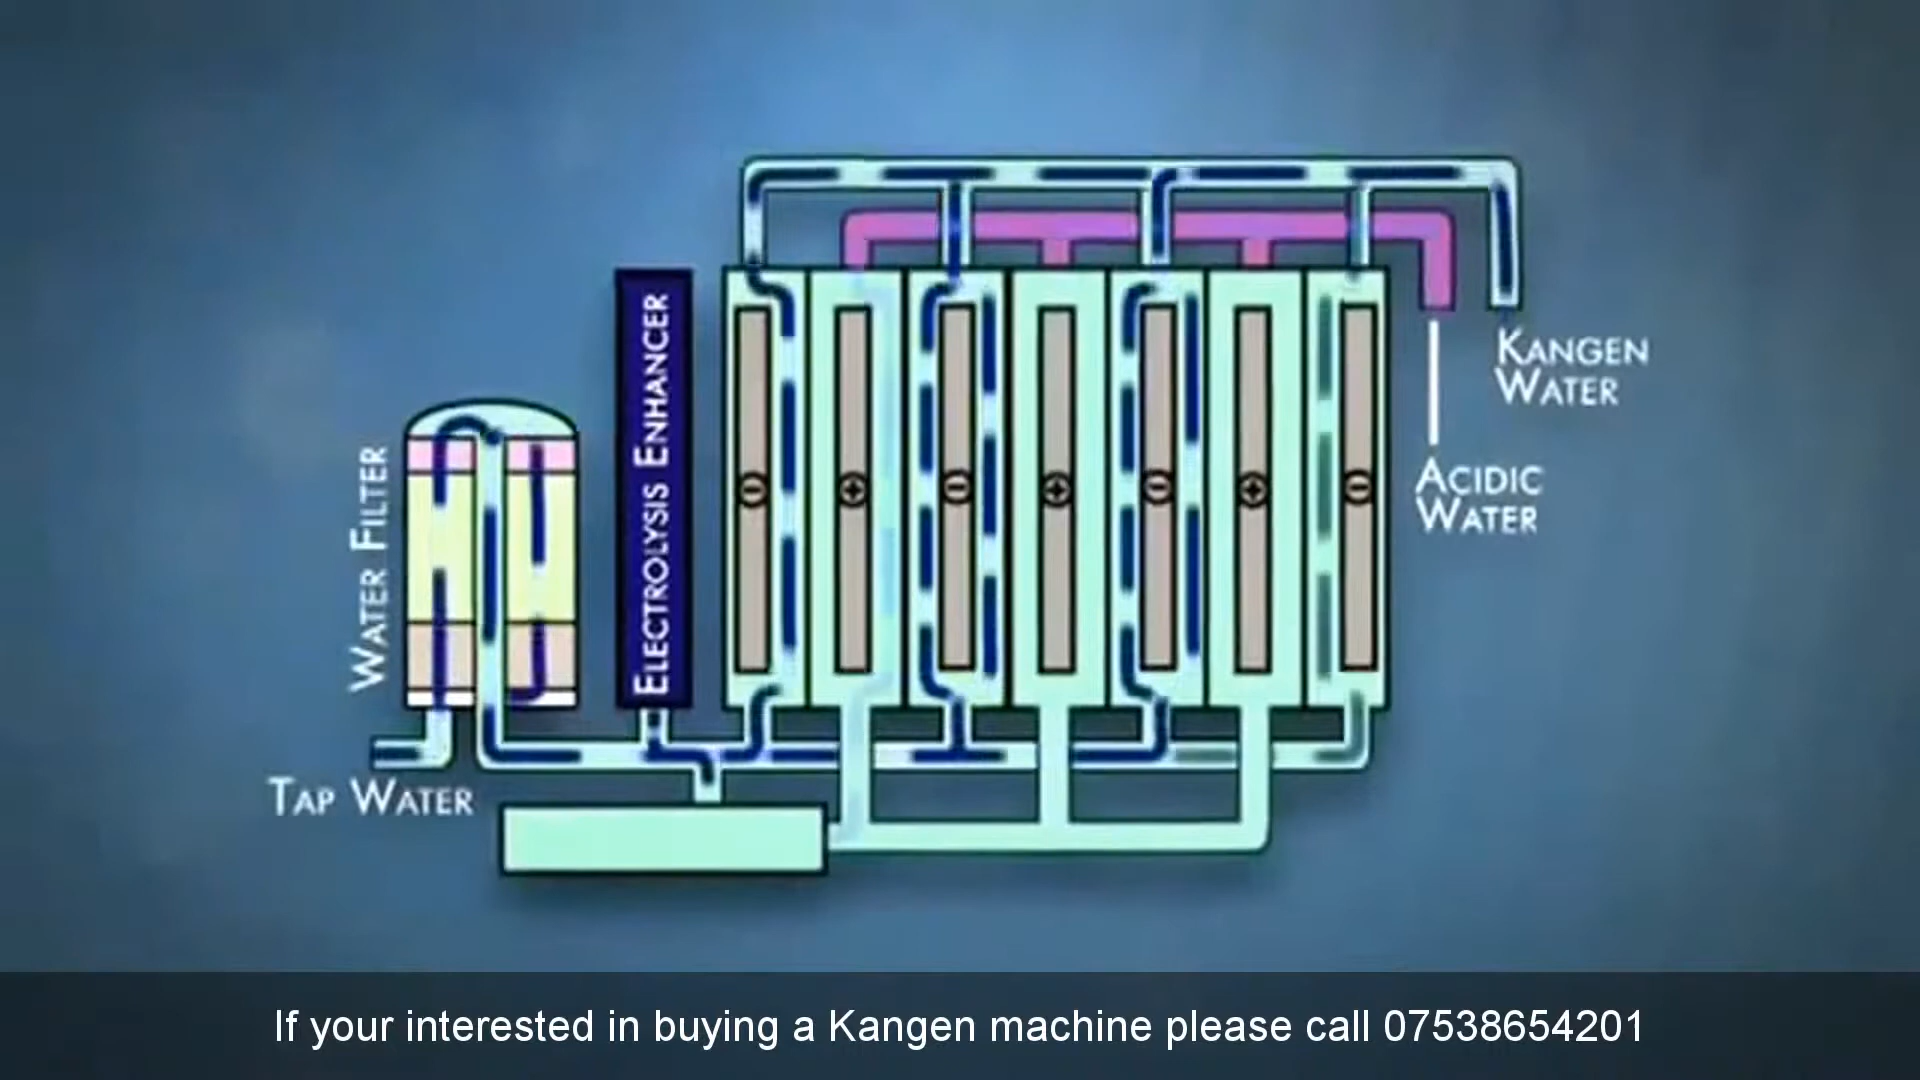 KANGEN
WATER
ACIDIC
WATER
ELECTROLYSIS ENHANCER
WATER FILTER
TAP WATER
If your interested in buying a Kangen machine please call 07538654201